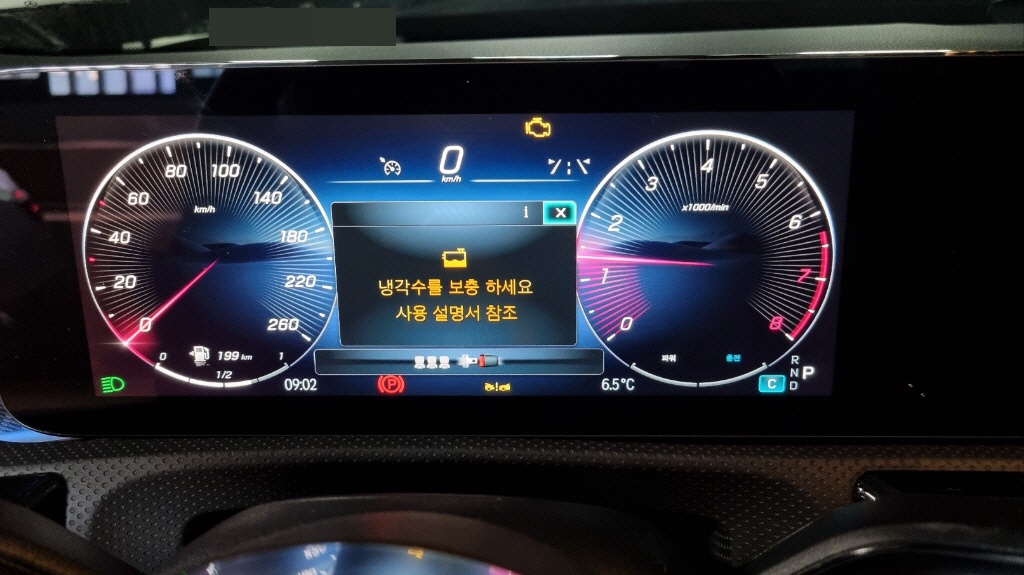 0
km/h
80 100
60 140
40 km/h 180
20 220
0 260
i
냉각수를 보충 하세요
사용 설명서 참조
4
3 5
x1000/min
2 6
1 7
0 8
0 199 km 1
1/2
파워 충전
09:02
P
6.5°C
C
R
N P
D